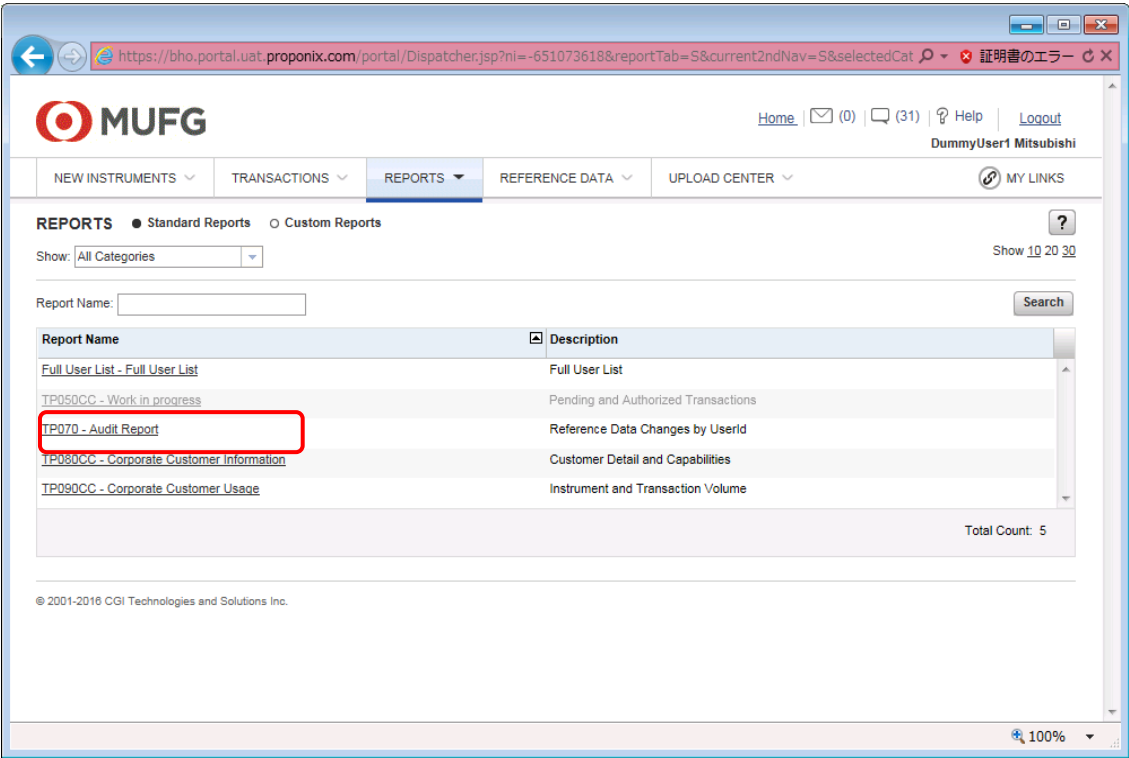 https://bho.portal.uat.proponix.com/portal/Dispatcher.jsp?ni=-651073618&reportTab=S&current2ndNav=S&selectedCat 証明書のエラー
MUFG
Home (0) (31) Help Logout
DummyUser1 Mitsubishi
NEW INSTRUMENTS TRANSACTIONS REPORTS REFERENCE DATA UPLOAD CENTER MY LINKS
REPORTS Standard Reports Custom Reports ?
Show: All Categories Show 10 20 30
Report Name: Search
Report Name Description
Full User List - Full User List Full User List
TP050CC - Work in progress Pending and Authorized Transactions
TP070 - Audit Report Reference Data Changes by UserId
TP080CC - Corporate Customer Information Customer Detail and Capabilities
TP090CC - Corporate Customer Usage Instrument and Transaction Volume
Total Count: 5
© 2001-2016 CGI Technologies and Solutions Inc.
100%